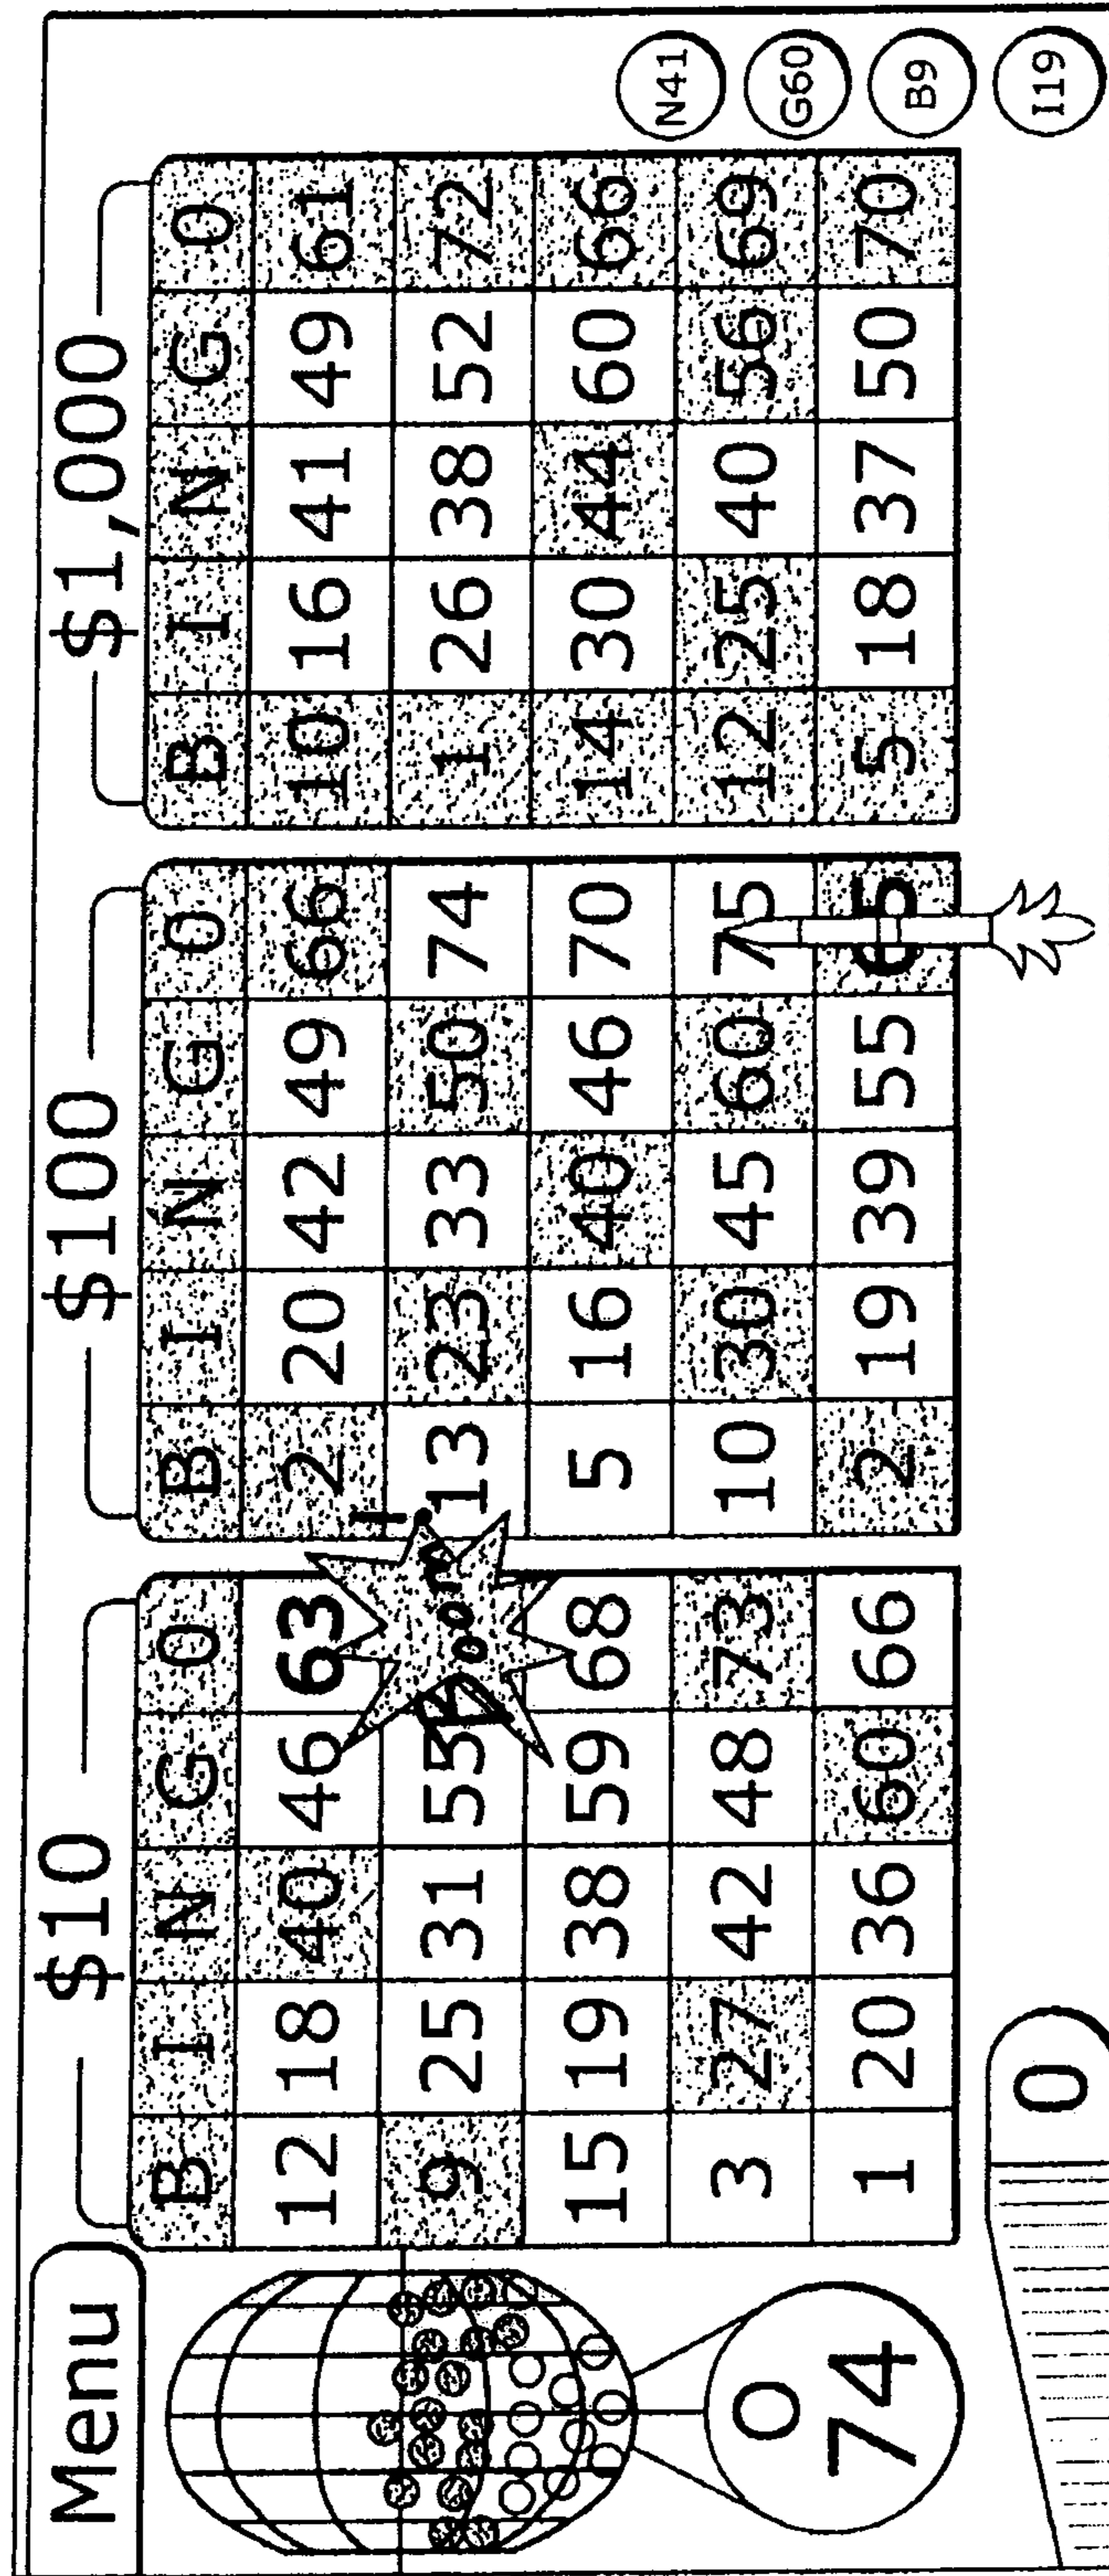 Menu
$10
B I N G O
12 18 40 46 63
9 25 31 55
Boom!
15 19 38 59 68
3 27 42 48 73
1 20 36 60 66
$100
B I N G O
2 20 42 49 66
13 23 33 50 74
5 16 40 46 70
10 30 45 60 75
2 19 39 55 65
$1,000
B I N G O
10 16 41 49 61
1 26 38 52 72
14 30 44 60 66
12 25 40 56 69
5 18 37 50 70
N41
G60
B9
I19
O
74
0